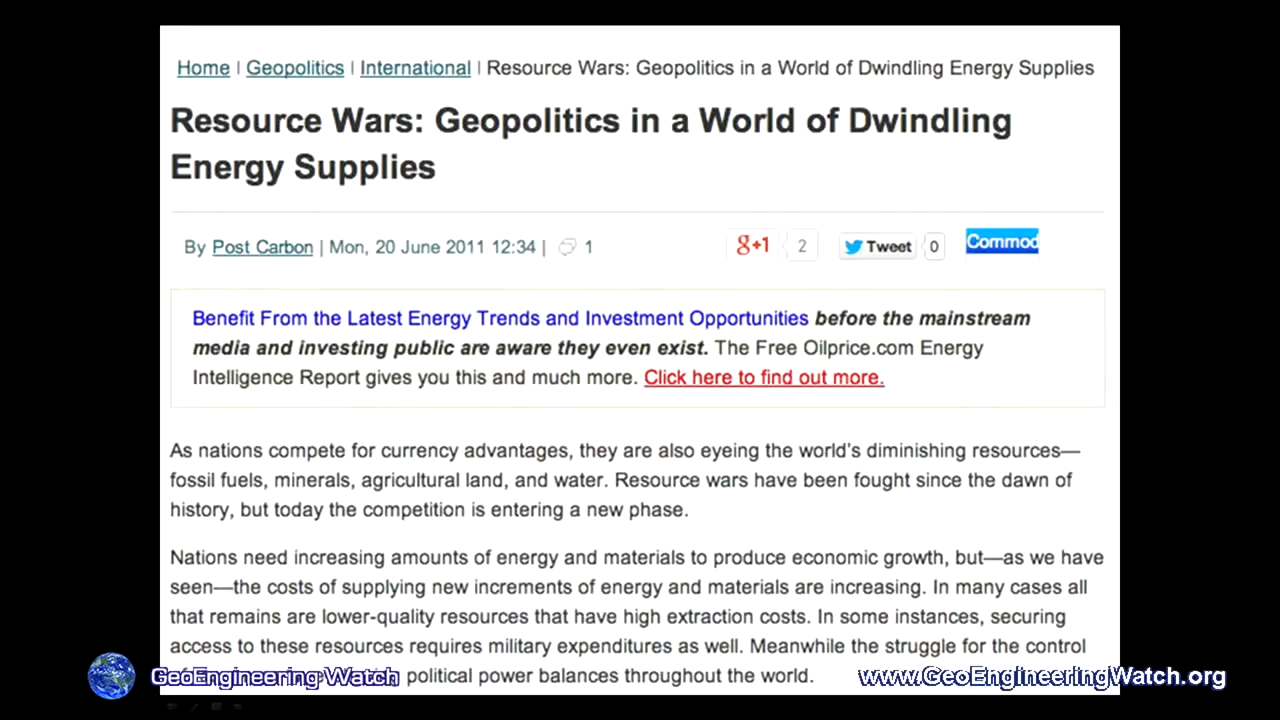 Home | Geopolitics | International | Resource Wars: Geopolitics in a World of Dwindling Energy Supplies
Resource Wars: Geopolitics in a World of Dwindling
Energy Supplies
By Post Carbon | Mon, 20 June 2011 12:34 | 1
g+1 2 Tweet 0 Commod
Benefit From the Latest Energy Trends and Investment Opportunities before the mainstream
media and investing public are aware they even exist. The Free Oilprice.com Energy
Intelligence Report gives you this and much more. Click here to find out more.
As nations compete for currency advantages, they are also eyeing the world's diminishing resources—
fossil fuels, minerals, agricultural land, and water. Resource wars have been fought since the dawn of
history, but today the competition is entering a new phase.
Nations need increasing amounts of energy and materials to produce economic growth, but—as we have
seen—the costs of supplying new increments of energy and materials are increasing. In many cases all
that remains are lower-quality resources that have high extraction costs. In some instances, securing
access to these resources requires military expenditures as well. Meanwhile the struggle for the control
political power balances throughout the world.
GeoEngineering Watch
www.GeoEngineeringWatch.org